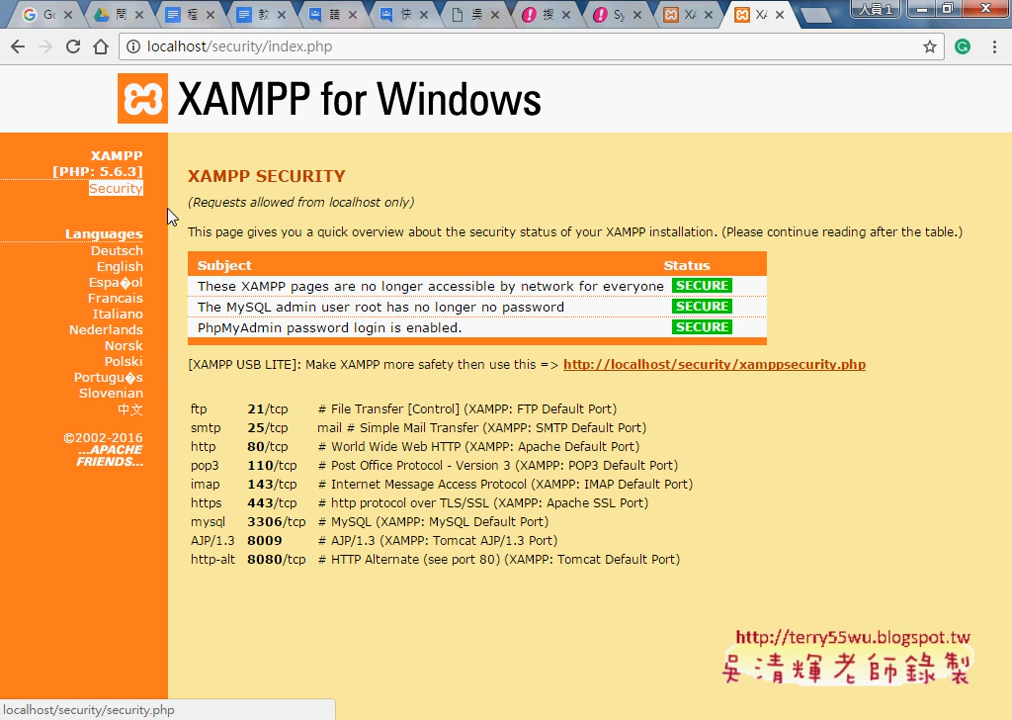 人員 1
localhost/security/index.php
XAMPP for Windows
XAMPP
[PHP: 5.6.3]
Security
Languages
Deutsch
English
Espa�ol
Francais
Italiano
Nederlands
Norsk
Polski
Portugu�s
Slovenian
中文
©2002-2016
...APACHE
FRIENDS...
XAMPP SECURITY
(Requests allowed from localhost only)
This page gives you a quick overview about the security status of your XAMPP installation. (Please continue reading after the table.)
Subject Status
These XAMPP pages are no longer accessible by network for everyone SECURE
The MySQL admin user root has no longer no password SECURE
PhpMyAdmin password login is enabled. SECURE
[XAMPP USB LITE]: Make XAMPP more safety then use this => http://localhost/security/xamppsecurity.php
ftp 21/tcp # File Transfer [Control] (XAMPP: FTP Default Port)
smtp 25/tcp mail # Simple Mail Transfer (XAMPP: SMTP Default Port)
http 80/tcp # World Wide Web HTTP (XAMPP: Apache Default Port)
pop3 110/tcp # Post Office Protocol - Version 3 (XAMPP: POP3 Default Port)
imap 143/tcp # Internet Message Access Protocol (XAMPP: IMAP Default Port)
https 443/tcp # http protocol over TLS/SSL (XAMPP: Apache SSL Port)
mysql 3306/tcp # MySQL (XAMPP: MySQL Default Port)
AJP/1.3 8009 # AJP/1.3 (XAMPP: Tomcat AJP/1.3 Port)
http-alt 8080/tcp # HTTP Alternate (see port 80) (XAMPP: Tomcat Default Port)
http://terry55wu.blogspot.tw
吳清輝老師錄製
localhost/security/security.php